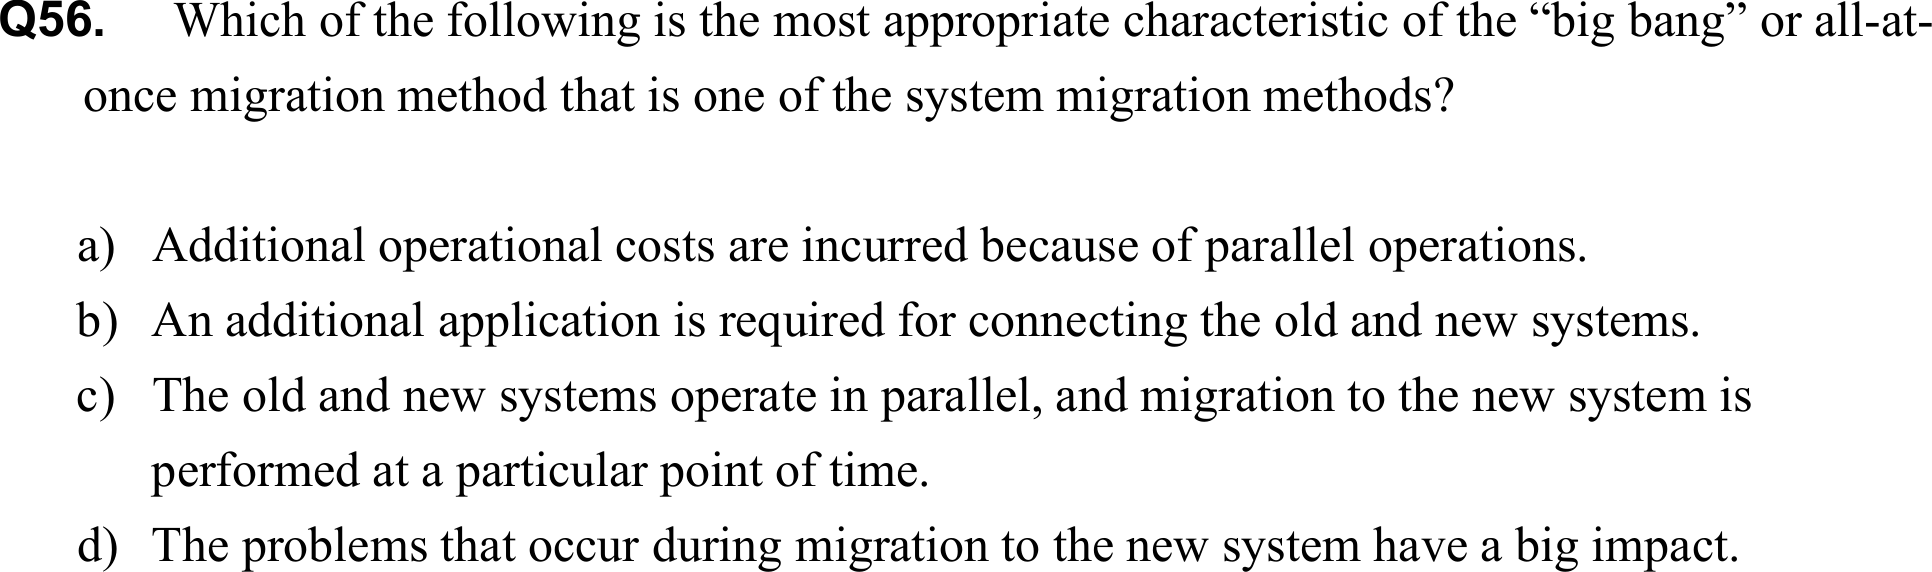 Q56. Which of the following is the most appropriate characteristic of the “big bang” or all-at-
once migration method that is one of the system migration methods?
a) Additional operational costs are incurred because of parallel operations.
b) An additional application is required for connecting the old and new systems.
c) The old and new systems operate in parallel, and migration to the new system is
performed at a particular point of time.
d) The problems that occur during migration to the new system have a big impact.